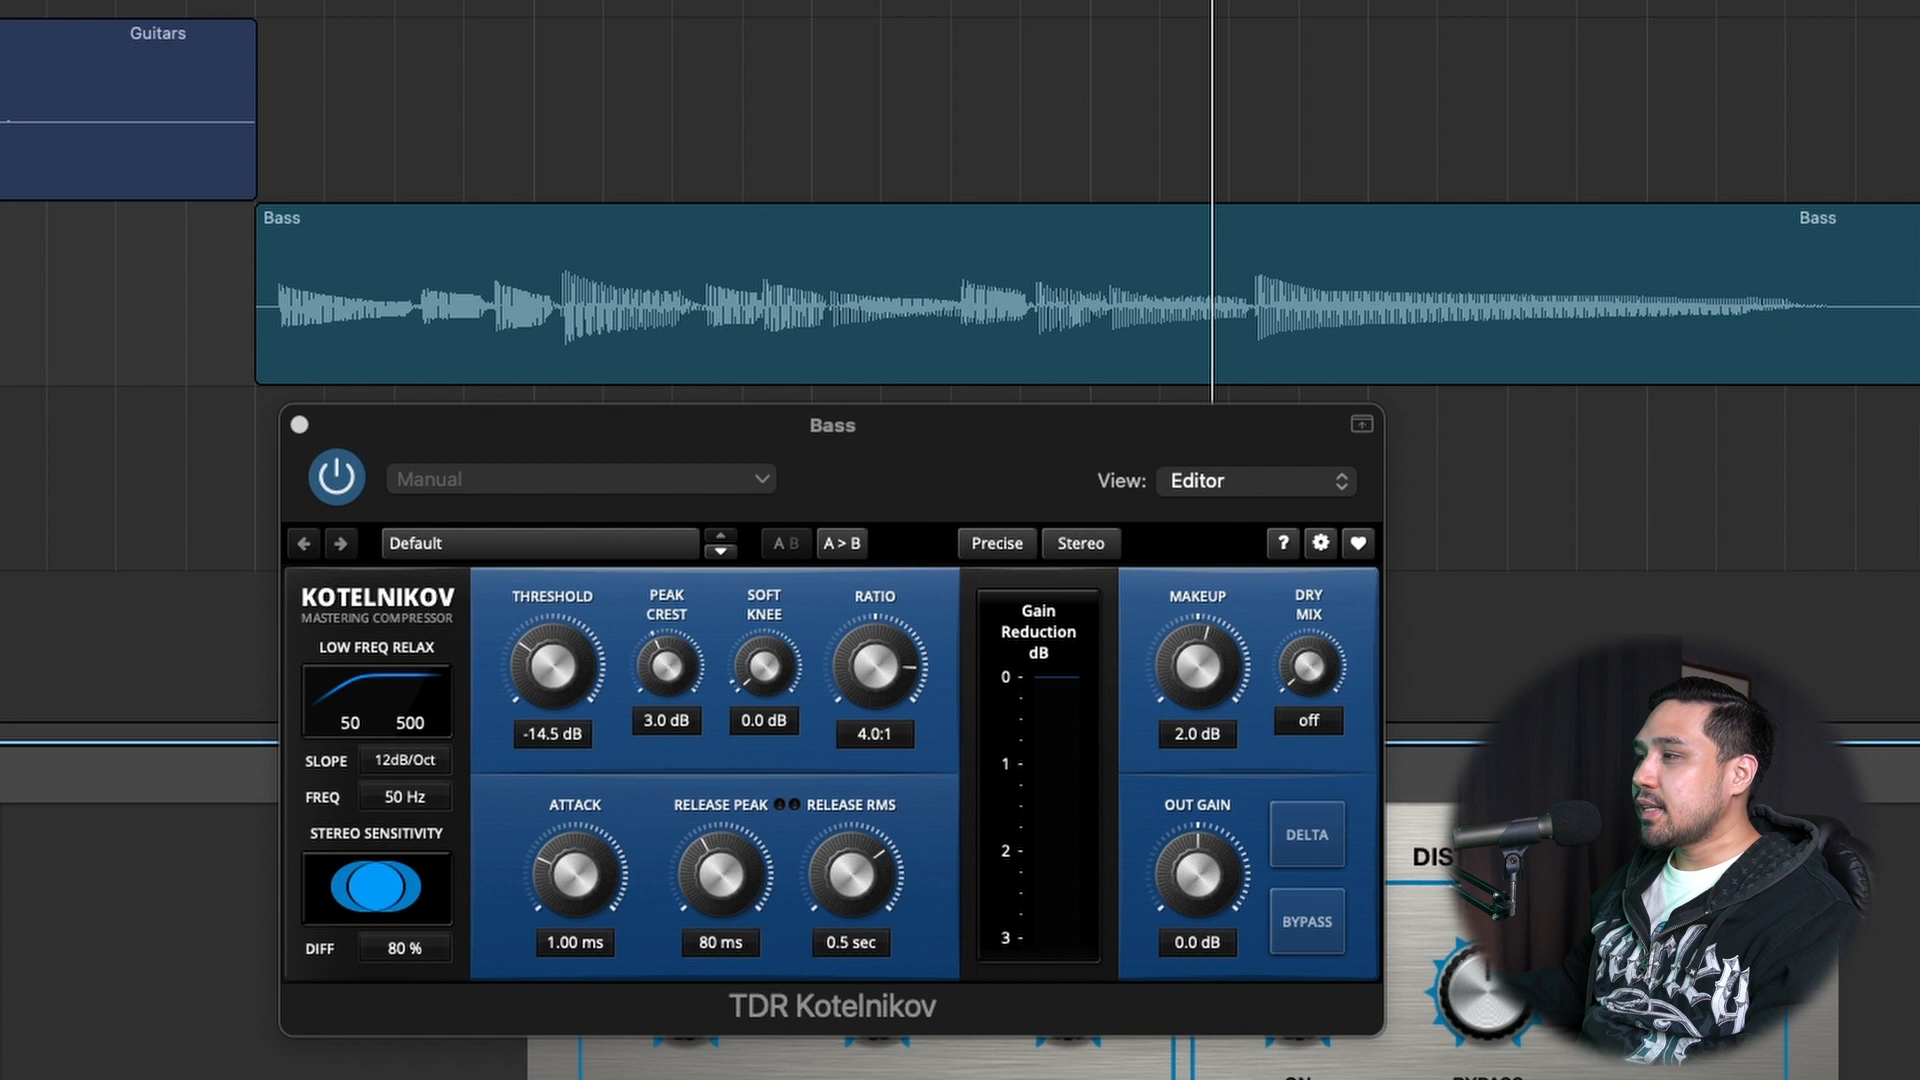 Guitars
Bass
Bass
Bass
Manual
View:
Editor
Default
A B
A > B
Precise
Stereo
?
KOTELNIKOV
MASTERING COMPRESSOR
LOW FREQ RELAX
50
500
SLOPE
12dB/Oct
FREQ
50 Hz
STEREO SENSITIVITY
DIFF
80 %
THRESHOLD
-14.5 dB
PEAK
CREST
3.0 dB
SOFT
KNEE
0.0 dB
RATIO
4.0:1
ATTACK
1.00 ms
RELEASE PEAK
80 ms
RELEASE RMS
0.5 sec
Gain
Reduction
dB
0 -
1 -
2 -
3 -
MAKEUP
2.0 dB
DRY
MIX
off
OUT GAIN
0.0 dB
DELTA
BYPASS
TDR Kotelnikov
DIS